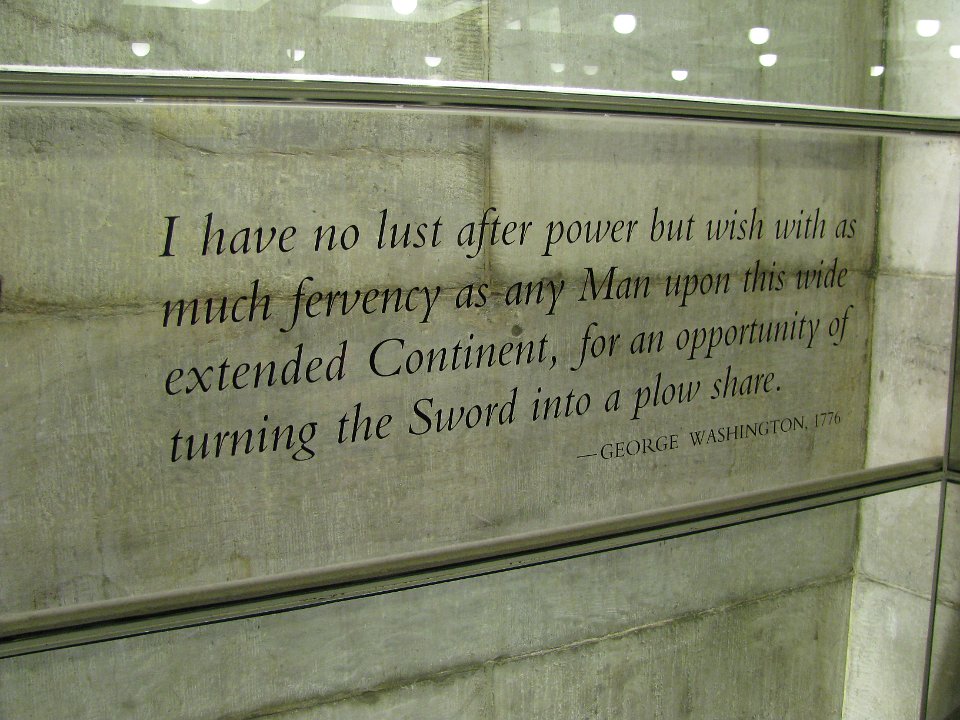 I have no lust after power but wish with as
much fervency as any Man upon this wide
extended Continent, for an opportunity of
turning the Sword into a plow share.
—GEORGE WASHINGTON, 1776